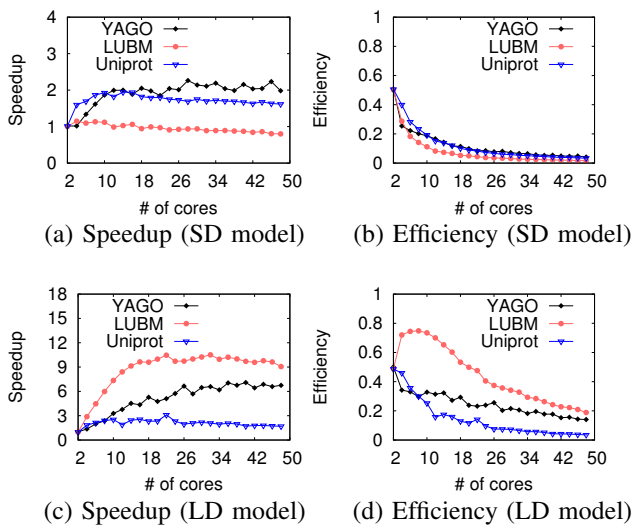 4
3
2
1
0
Speedup
YAGO
LUBM
Uniprot
2 10 18 26 34 42 50
# of cores
(a) Speedup (SD model)
1
0.8
0.6
0.4
0.2
0
Efficiency
YAGO
LUBM
Uniprot
2 10 18 26 34 42 50
# of cores
(b) Efficiency (SD model)
18
15
12
9
6
3
0
Speedup
YAGO
LUBM
Uniprot
2 10 18 26 34 42 50
# of cores
(c) Speedup (LD model)
1
0.8
0.6
0.4
0.2
0
Efficiency
YAGO
LUBM
Uniprot
2 10 18 26 34 42 50
# of cores
(d) Efficiency (LD model)